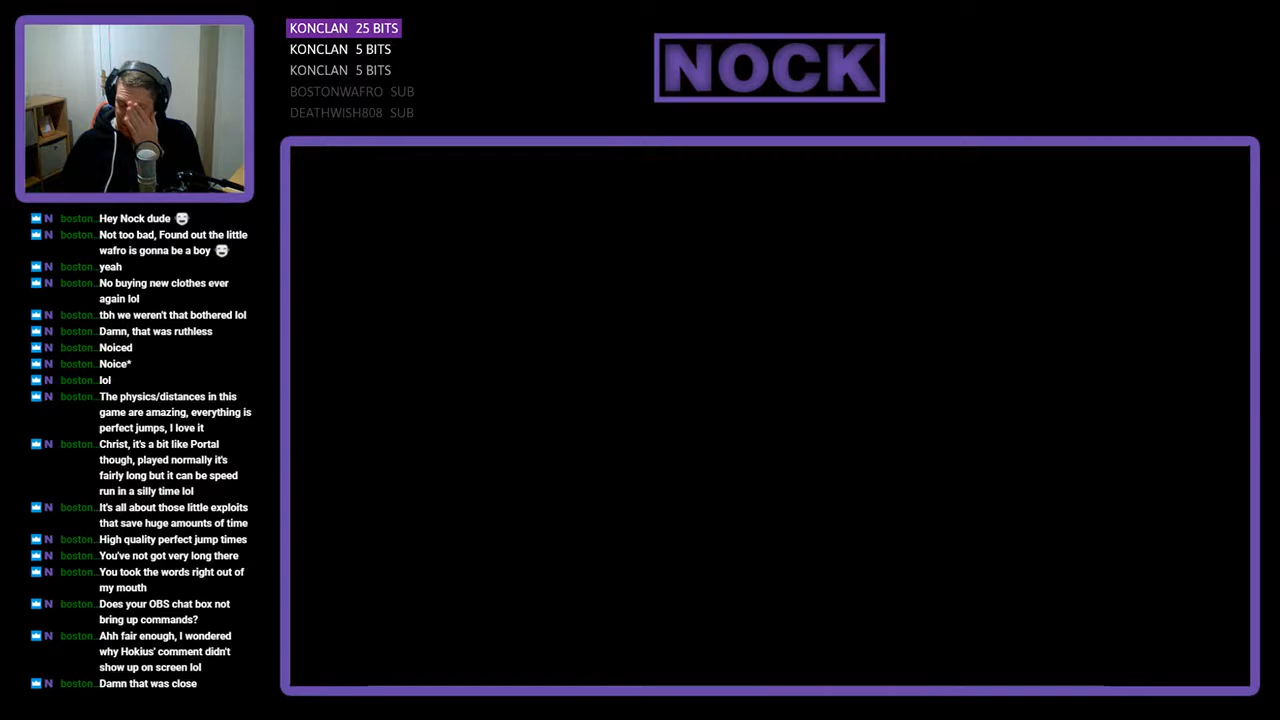 KONCLAN 25 BITS
KONCLAN 5 BITS
KONCLAN 5 BITS
BOSTONWAFRO SUB
DEATHWISH808 SUB
NOCK
N boston... Hey Nock dude
N boston... Not too bad, Found out the little
wafro is gonna be a boy
N boston... yeah
N boston... No buying new clothes ever
again lol
N boston... tbh we weren't that bothered lol
N boston... Damn, that was ruthless
N boston... Noiced
N boston... Noice*
N boston... lol
N boston... The physics/distances in this
game are amazing, everything is
perfect jumps, I love it
N boston... Christ, it's a bit like Portal
though, played normally it's
fairly long but it can be speed
run in a silly time lol
N boston... It's all about those little exploits
that save huge amounts of time
N boston... High quality perfect jump times
N boston... You've not got very long there
N boston... You took the words right out of
my mouth
N boston... Does your OBS chat box not
bring up commands?
N boston... Ahh fair enough, I wondered
why Hokius' comment didn't
show up on screen lol
N boston... Damn that was close